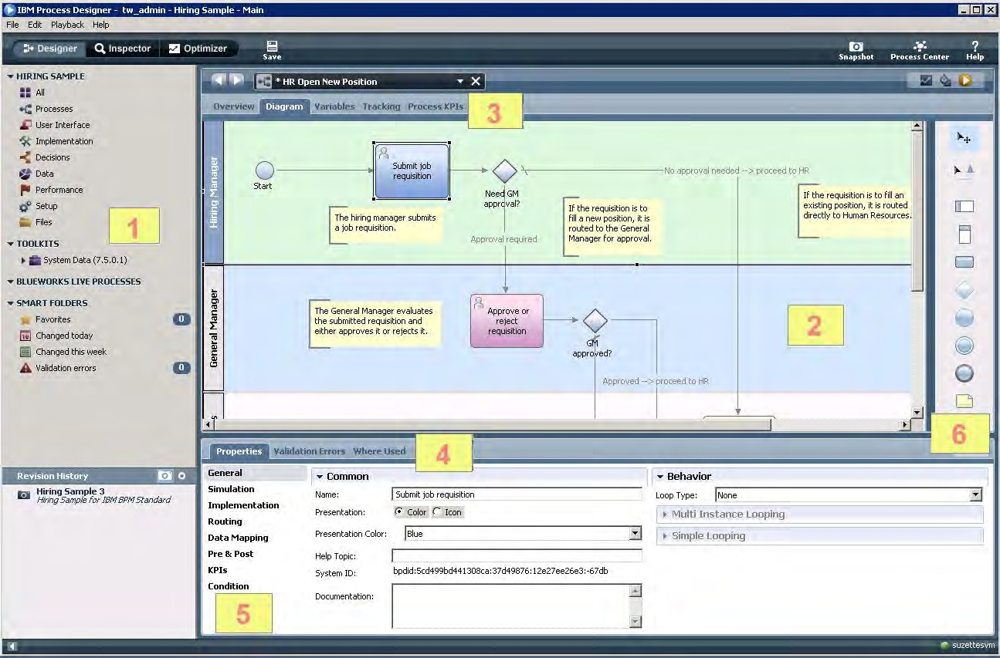 IBM Process Designer - tw_admin - Hiring Sample - Main
File Edit Playback Help
Designer Inspector Optimizer
Save
Snapshot Process Center Help
HIRING SAMPLE
All
Processes
User Interface
Implementation
Decisions
Data
Performance
Setup
Files
1
TOOLKITS
System Data (7.5.0.1)
BLUEWORKS LIVE PROCESSES
SMART FOLDERS
Favorites 0
Changed today
Changed this week
Validation errors 0
Revision History
Hiring Sample 3
Hiring Sample for IBM BPM Standard
* HR Open New Position
Overview Diagram Variables Tracking Process KPIs
3
Hiring Manager
Start
Submit job
requisition
Need GM
approval?
No approval needed --> proceed to HR
The hiring manager submits
a job requisition.
If the requisition is to
fill a new position, it is
routed to the General
Manager for approval.
If the requisition is to fill an
existing position, it is routed
directly to Human Resources.
Approval required
General Manager
The General Manager evaluates
the submitted requisition and
either approves it or rejects it.
Approve or
reject
requisition
GM
approved?
2
Approved --> proceed to HR
6
Properties Validation Errors Where Used
4
General
Simulation
Implementation
Routing
Data Mapping
Pre & Post
KPIs
Condition
5
Common
Name: Submit job requisition
Presentation: Color Icon
Presentation Color: Blue
Help Topic:
System ID: bpdid:5cd499bd441308ca:37d49876:12e27ee26e3:-67db
Documentation:
Behavior
Loop Type: None
Multi Instance Looping
Simple Looping
suzettesvm